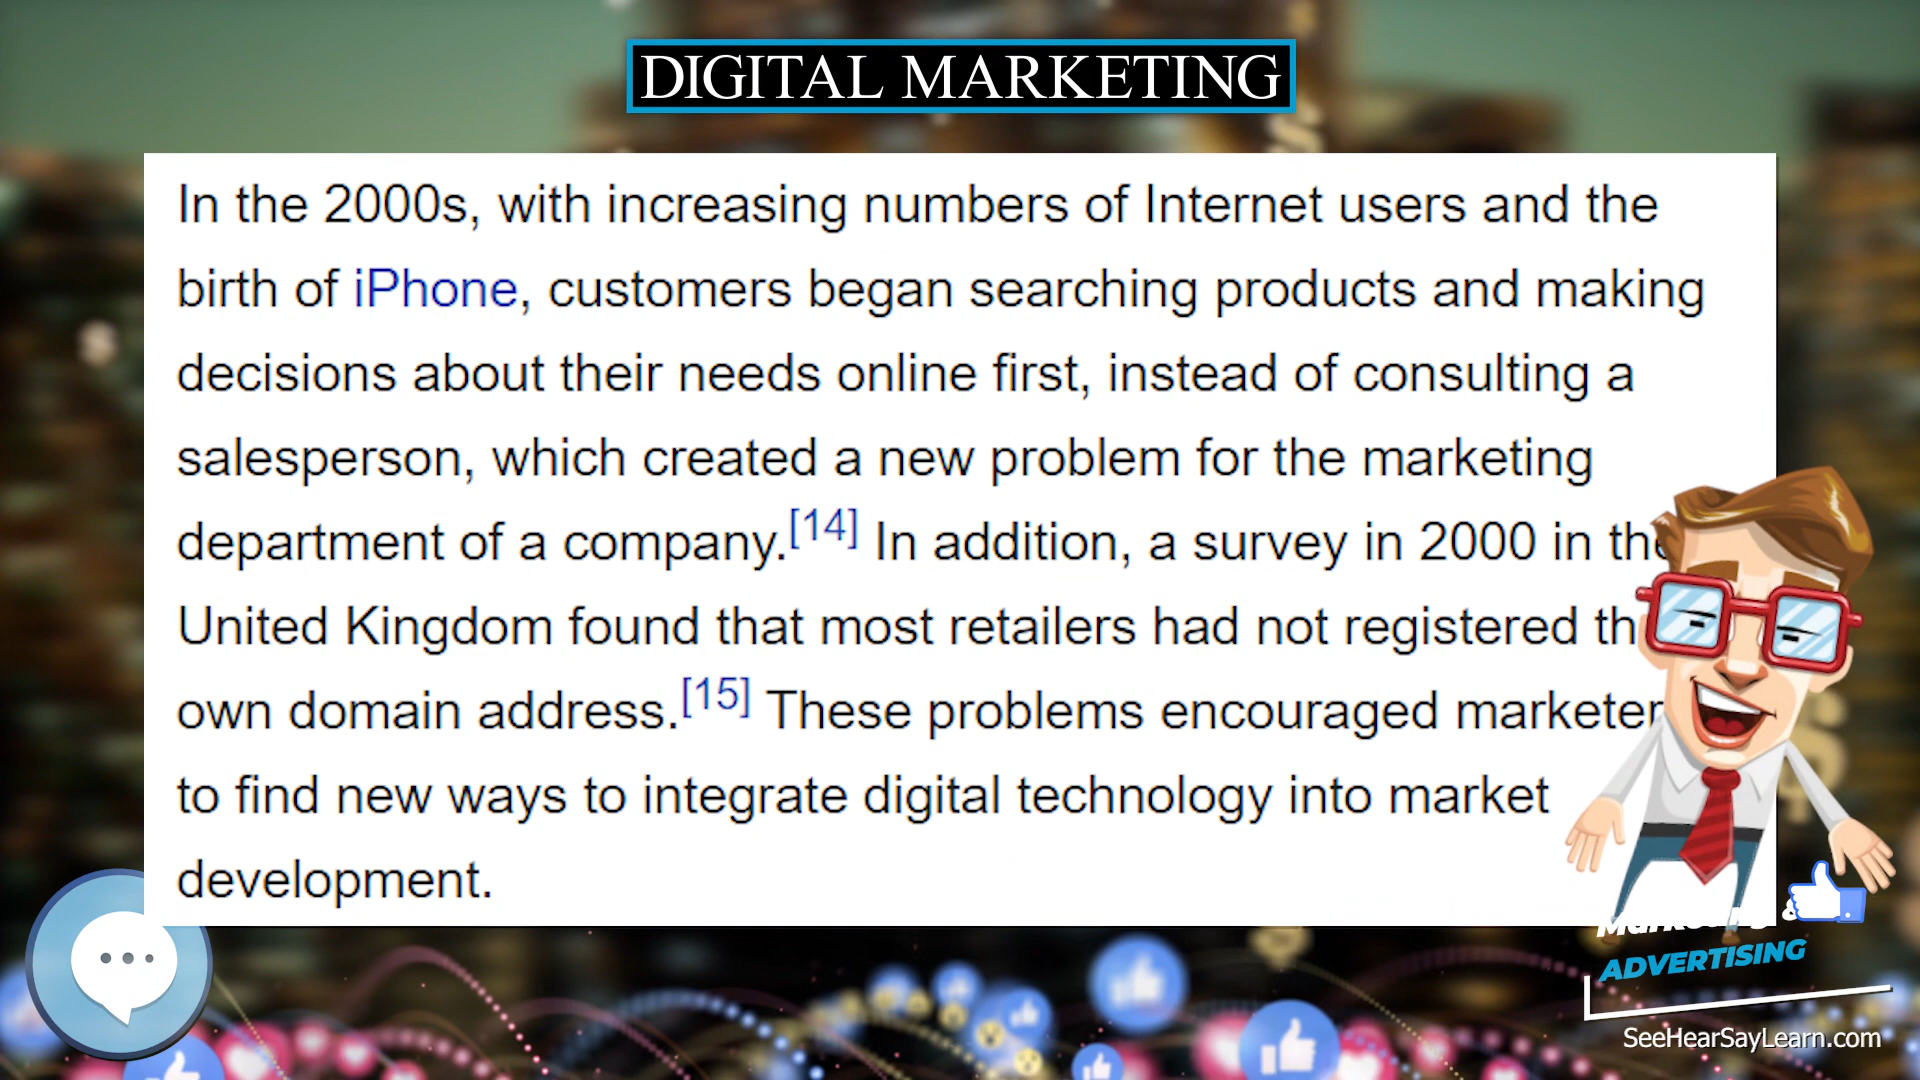 DIGITAL MARKETING
In the 2000s, with increasing numbers of Internet users and the
birth of iPhone, customers began searching products and making
decisions about their needs online first, instead of consulting a
salesperson, which created a new problem for the marketing
department of a company.[14] In addition, a survey in 2000 in the
United Kingdom found that most retailers had not registered
own domain address.[15] These problems encouraged marketer
to find new ways to integrate digital technology into market
development.
ADVERTISING
SeeHearSayLearn.com